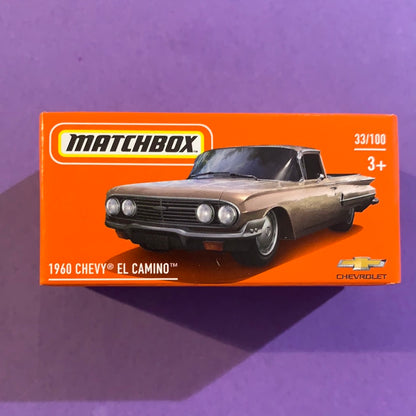 MATCHBOX
33/100
3+
1960 CHEVY® EL CAMINO™
CHEVROLET